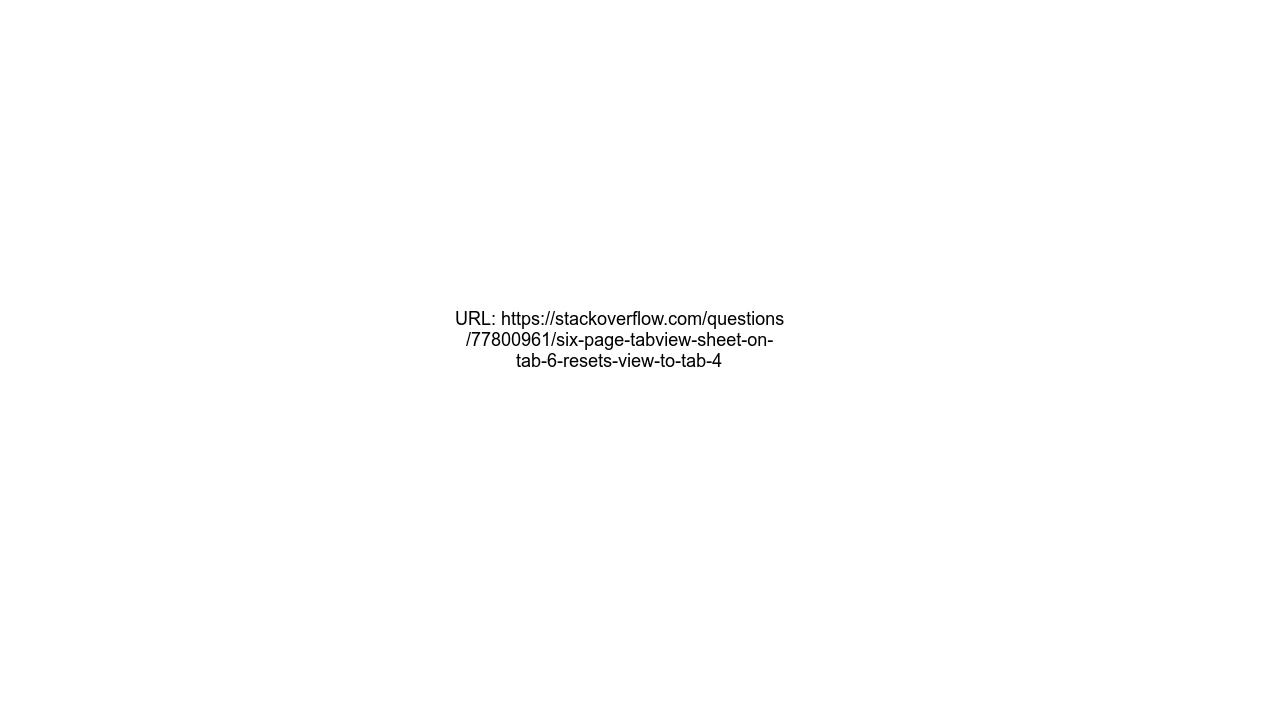 URL: https://stackoverflow.com/questions
/77800961/six-page-tabview-sheet-on-
tab-6-resets-view-to-tab-4